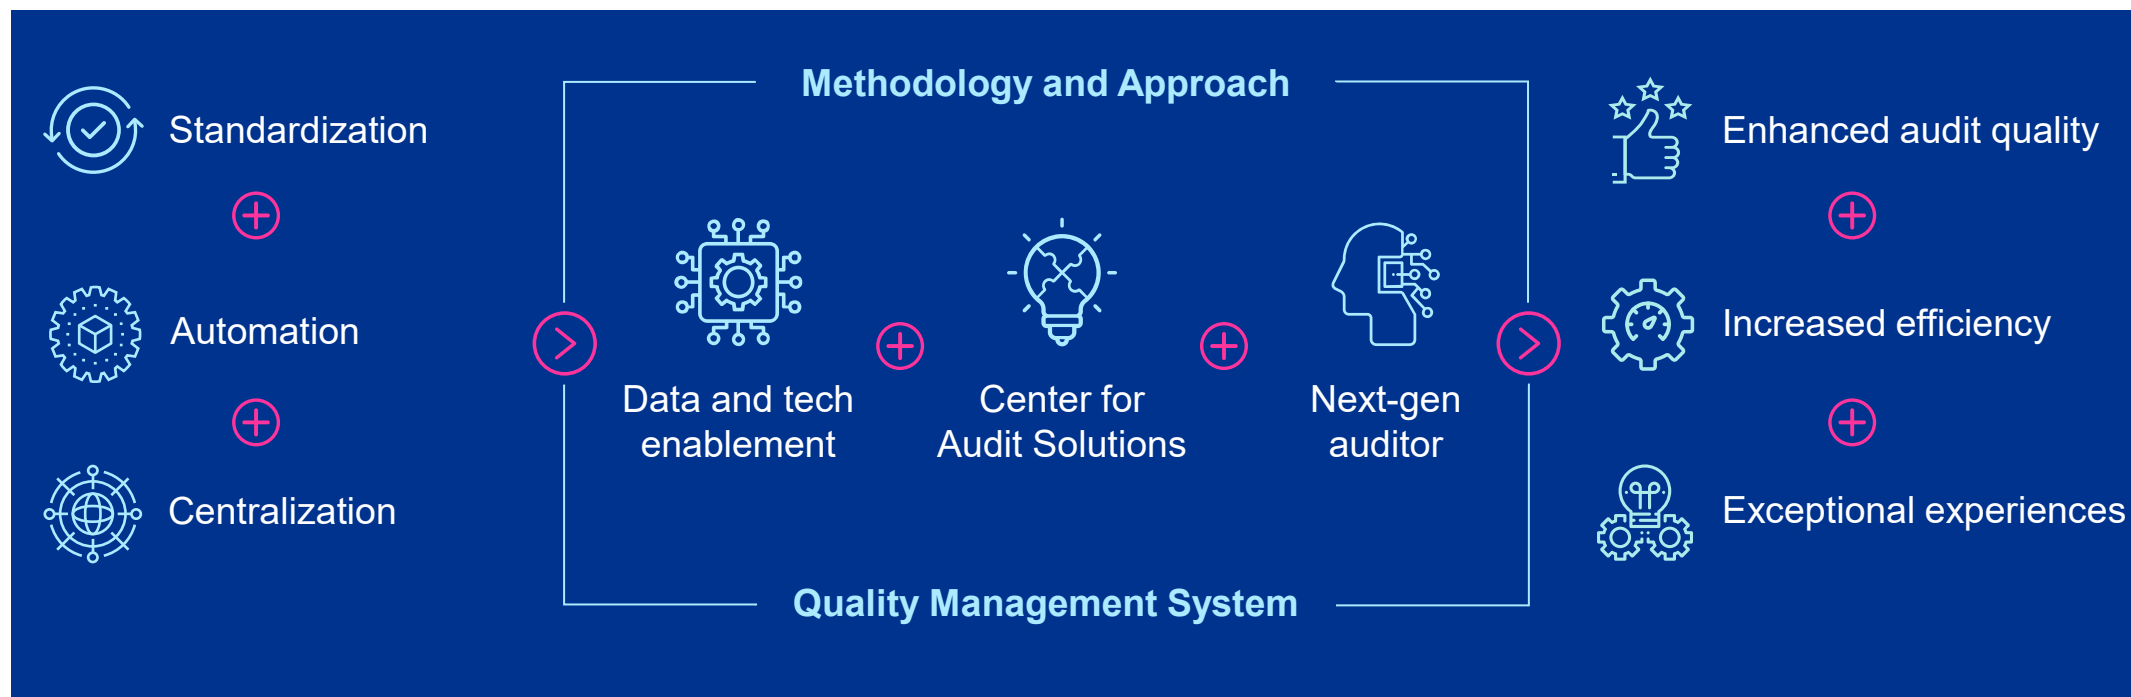 Standardization
Automation
Centralization
Methodology and Approach
Data and tech
enablement
Center for
Audit Solutions
Next-gen
auditor
Quality Management System
Enhanced audit quality
Increased efficiency
Exceptional experiences